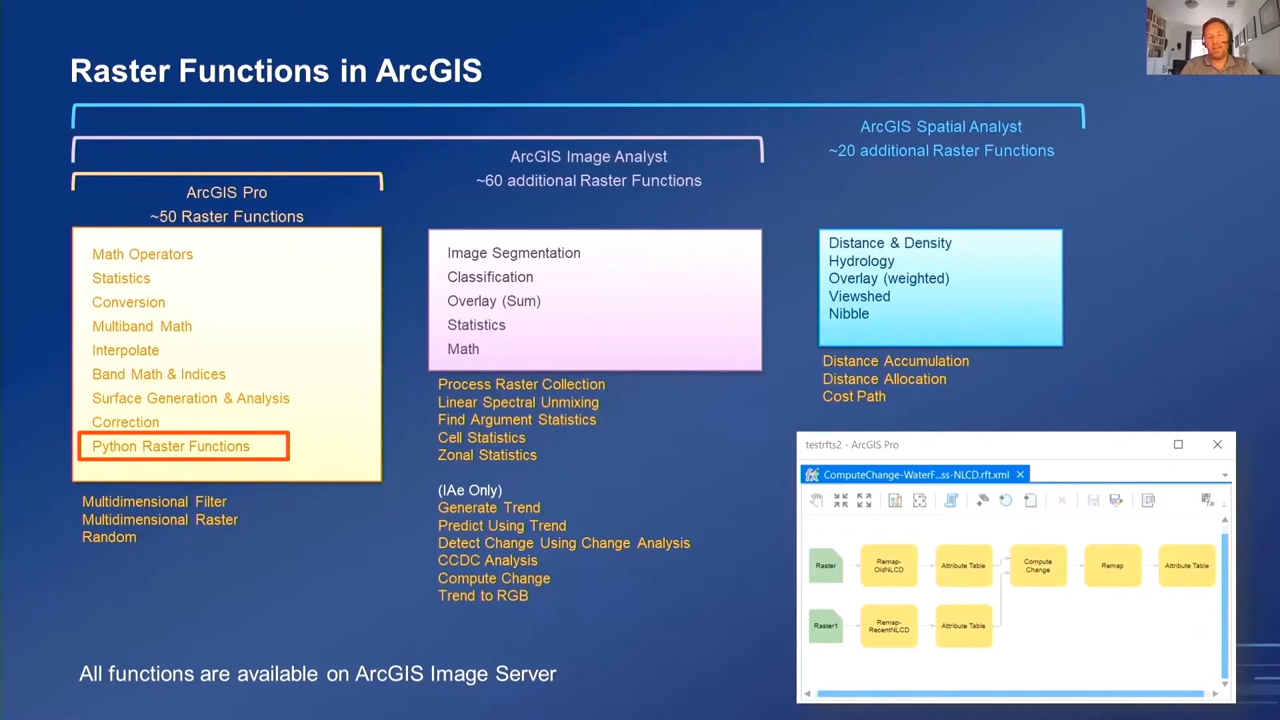 Raster Functions in ArcGIS
ArcGIS Spatial Analyst
~20 additional Raster Functions
ArcGIS Image Analyst
~60 additional Raster Functions
ArcGIS Pro
~50 Raster Functions
Math Operators
Statistics
Conversion
Multiband Math
Interpolate
Band Math & Indices
Surface Generation & Analysis
Correction
Python Raster Functions
Multidimensional Filter
Multidimensional Raster
Random
Image Segmentation
Classification
Overlay (Sum)
Statistics
Math
Process Raster Collection
Linear Spectral Unmixing
Find Argument Statistics
Cell Statistics
Zonal Statistics
(IAe Only)
Generate Trend
Predict Using Trend
Detect Change Using Change Analysis
CCDC Analysis
Compute Change
Trend to RGB
Distance & Density
Hydrology
Overlay (weighted)
Viewshed
Nibble
Distance Accumulation
Distance Allocation
Cost Path
testrfts2 - ArcGIS Pro
ComputeChange-WaterF...ss-NLCD.rft.xml
Raster
Remap-
OldNLCD
Attribute Table
Compute
Change
Remap
Attribute Table
Raster1
Remap-
RecentNLCD
Attribute Table
All functions are available on ArcGIS Image Server